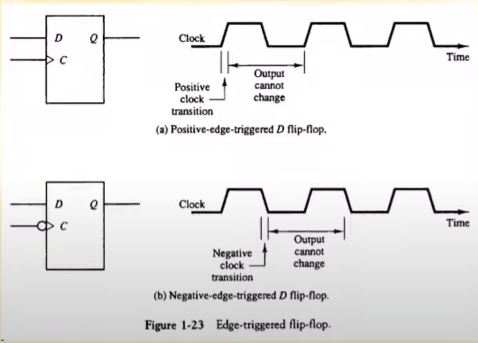 D Q
C
Clock
Time
Output
cannot
change
Positive
clock
transition
(a) Positive-edge-triggered D flip-flop.
D Q
C
Clock
Time
Output
cannot
change
Negative
clock
transition
(b) Negative-edge-triggered D flip-flop.
Figure 1-23 Edge-triggered flip-flop.